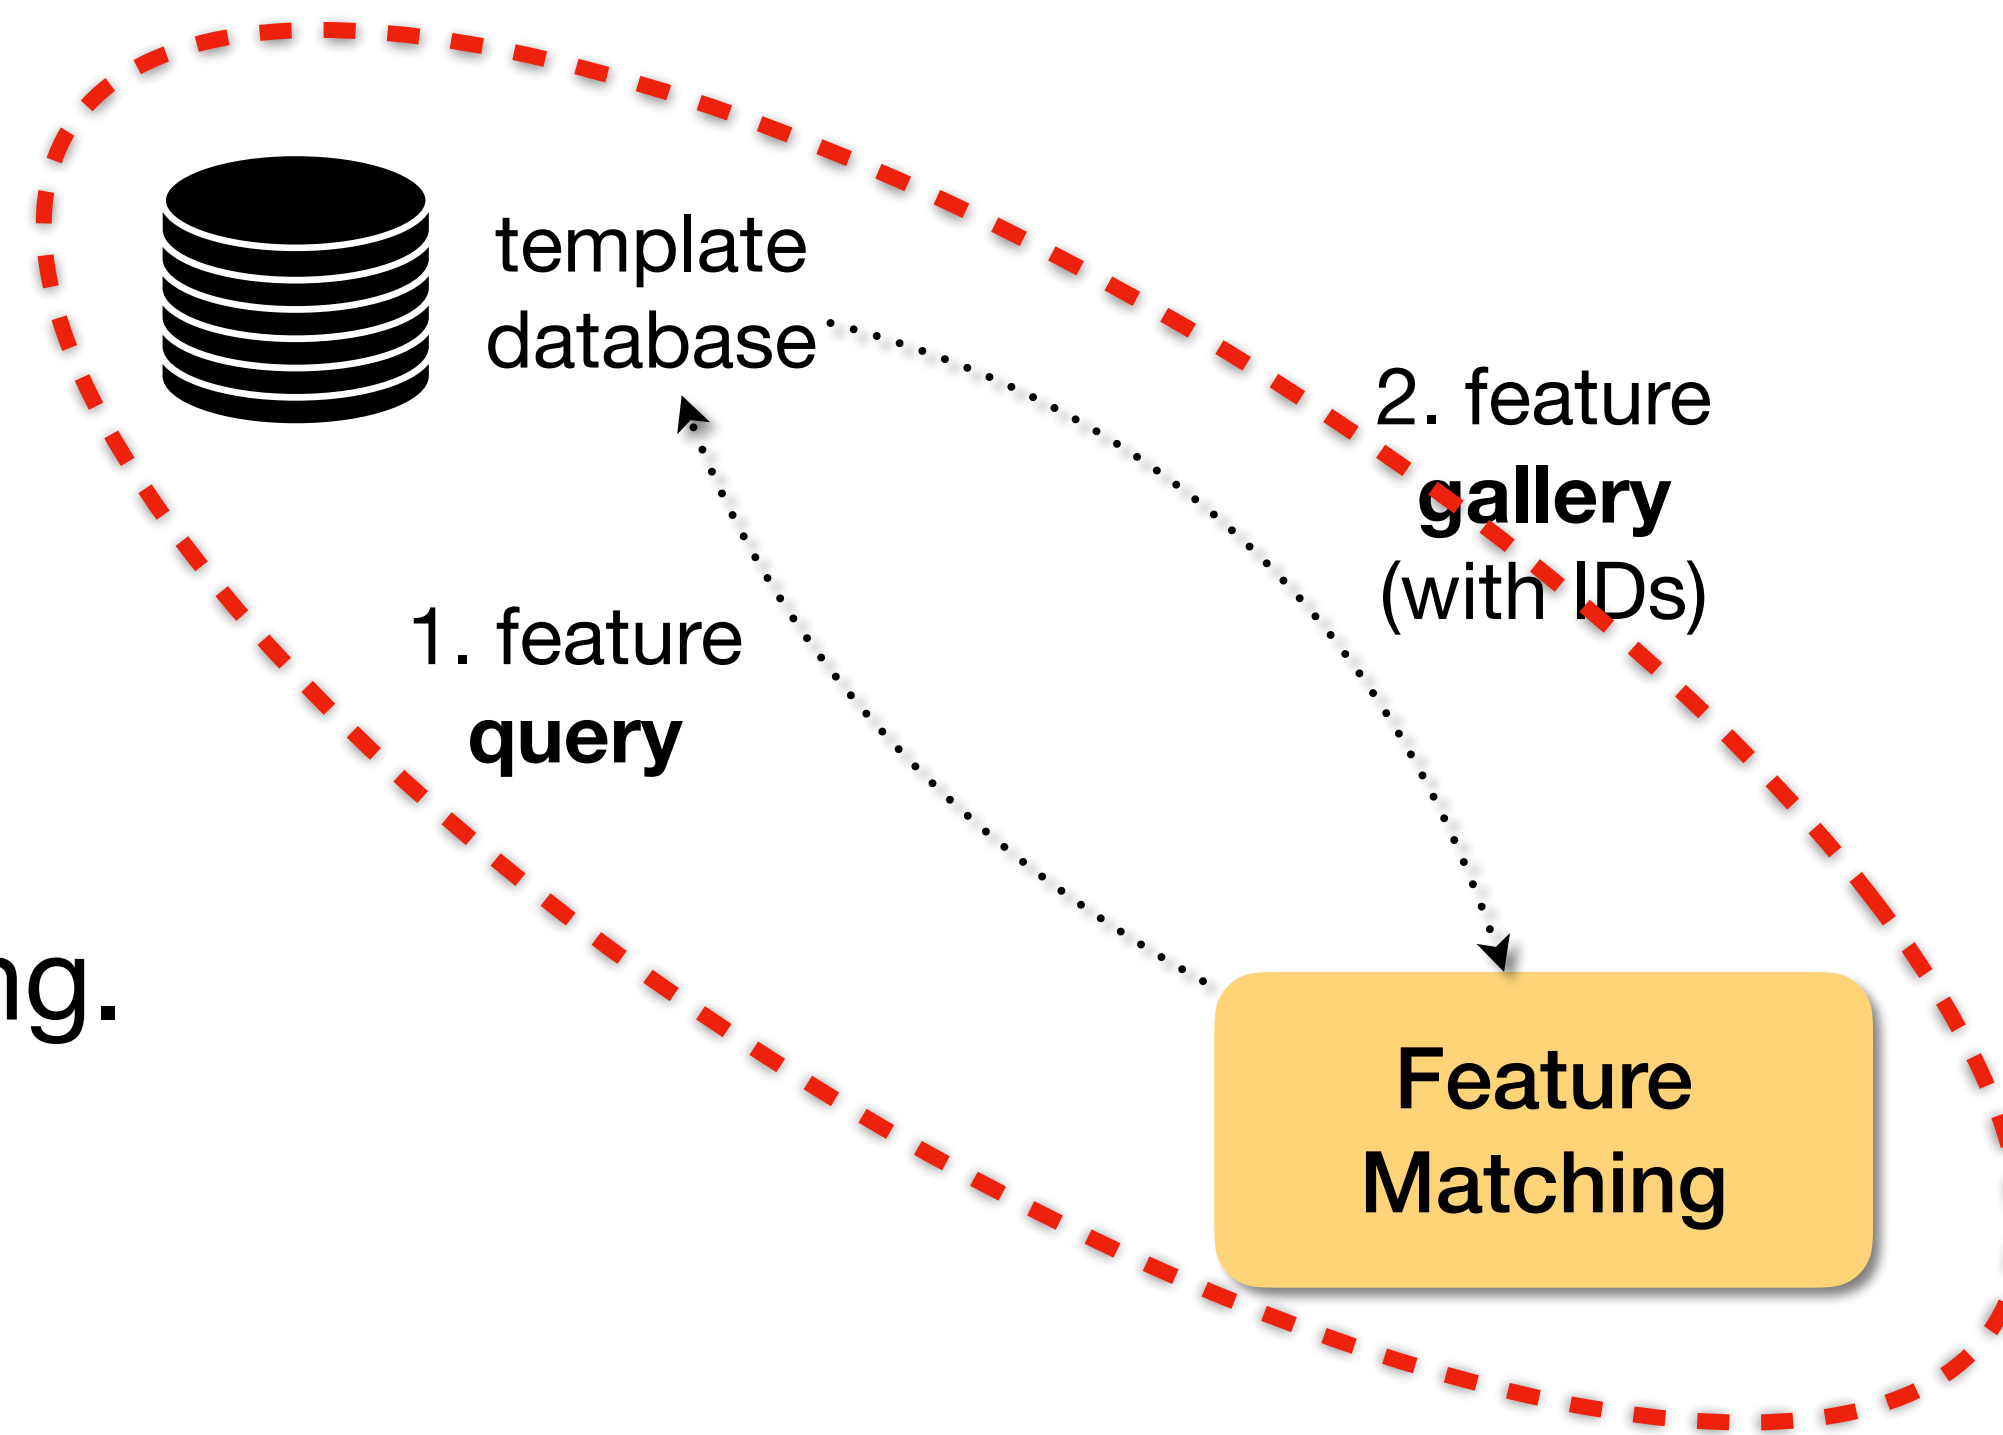 template
database
2. feature
gallery
(with IDs)
1. feature
query
ng.
Feature
Matching